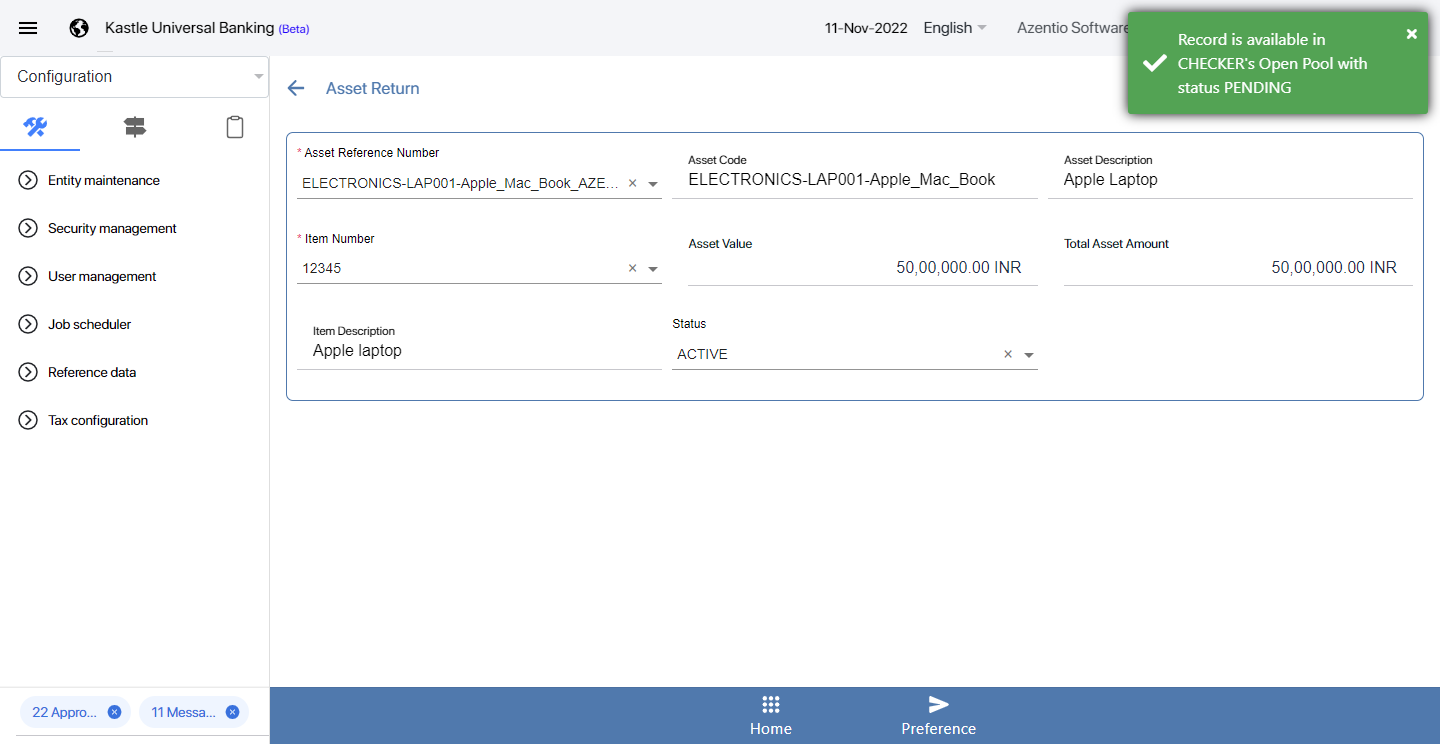 Kastle Universal Banking (Beta)
11-Nov-2022
English
Azentio Software
Record is available in
CHECKER's Open Pool with
status PENDING
Configuration
Entity maintenance
Security management
User management
Job scheduler
Reference data
Tax configuration
Asset Return
* Asset Reference Number
ELECTRONICS-LAP001-Apple_Mac_Book_AZE...
Asset Code
ELECTRONICS-LAP001-Apple_Mac_Book
Asset Description
Apple Laptop
* Item Number
12345
Asset Value
50,00,000.00 INR
Total Asset Amount
50,00,000.00 INR
Item Description
Apple laptop
Status
ACTIVE
22 Appro...
11 Messa...
Home
Preference